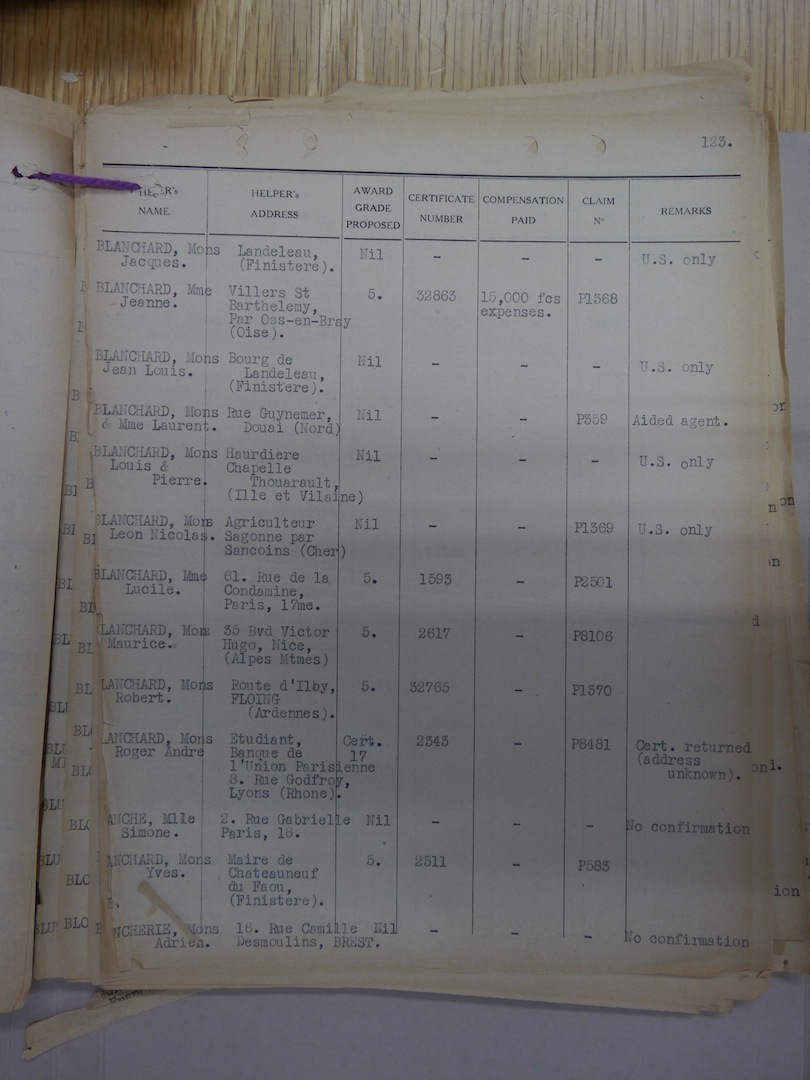 123.
HELPER's NAME HELPER's ADDRESS AWARD GRADE PROPOSED CERTIFICATE NUMBER COMPENSATION PAID CLAIM Nº REMARKS
BLANCHARD, Mons Landeleau, Nil - - - U.S. only
Jacques. (Finistere).
BLANCHARD, Mme Villers St 5. 32863 15,000 fcs P1368
Jeanne. Barthelemy, expenses.
Par Oss-en-Bray
(Oise).
BLANCHARD, Mons Bourg de Nil - - - U.S. only
Jean Louis. Landeleau,
(Finistere).
BLANCHARD, Mons Rue Guynemer, Nil - - P359 Aided agent.
& Mme Laurent. Douai (Nord)
BLANCHARD, Mons Haurdiere Nil - - - U.S. only
Louis & Chapelle
Pierre. Thouarault,
(Ille et Vilaine)
BLANCHARD, Mons Agriculteur Nil - - P1369 U.S. only
Leon Nicolas. Sagonne par
Sancoins (Cher)
BLANCHARD, Mme 61. Rue de la 5. 1593 - P2501
Lucile. Condamine,
Paris, 17me.
LANCHARD, Mons 35 Bvd Victor 5. 2617 - P8106
Maurice. Hugo, Nice,
(Alpes Mtmes)
LANCHARD, Mons Route d'Ilby, 5. 32765 - P1370
Robert. FLOING
(Ardennes).
LANCHARD, Mons Etudiant, Cert. 2343 - P8481 Cert. returned
Roger Andre Banque de 17 (address
l'Union Parisienne unknown).
8. Rue Godfroy,
Lyons (Rhone).
ANCHE, Mlle 2. Rue Gabrielle Nil - - - No confirmation
Simone. Paris, 18.
ANCHARD, Mons Maire de 5. 2511 - P583
Yves. Chateauneuf
du Faou,
(Finistere).
NCHERIE, Mons 16. Rue Camille Nil - - - No confirmation
Adrien. Desmoulins, BREST.